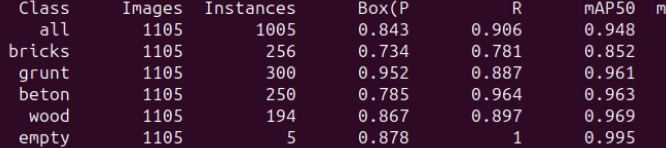 Class Images Instances Box(P R mAP50 m
all 1105 1005 0.843 0.906 0.948
bricks 1105 256 0.734 0.781 0.852
grunt 1105 300 0.952 0.887 0.961
beton 1105 250 0.785 0.964 0.963
wood 1105 194 0.867 0.897 0.969
empty 1105 5 0.878 1 0.995